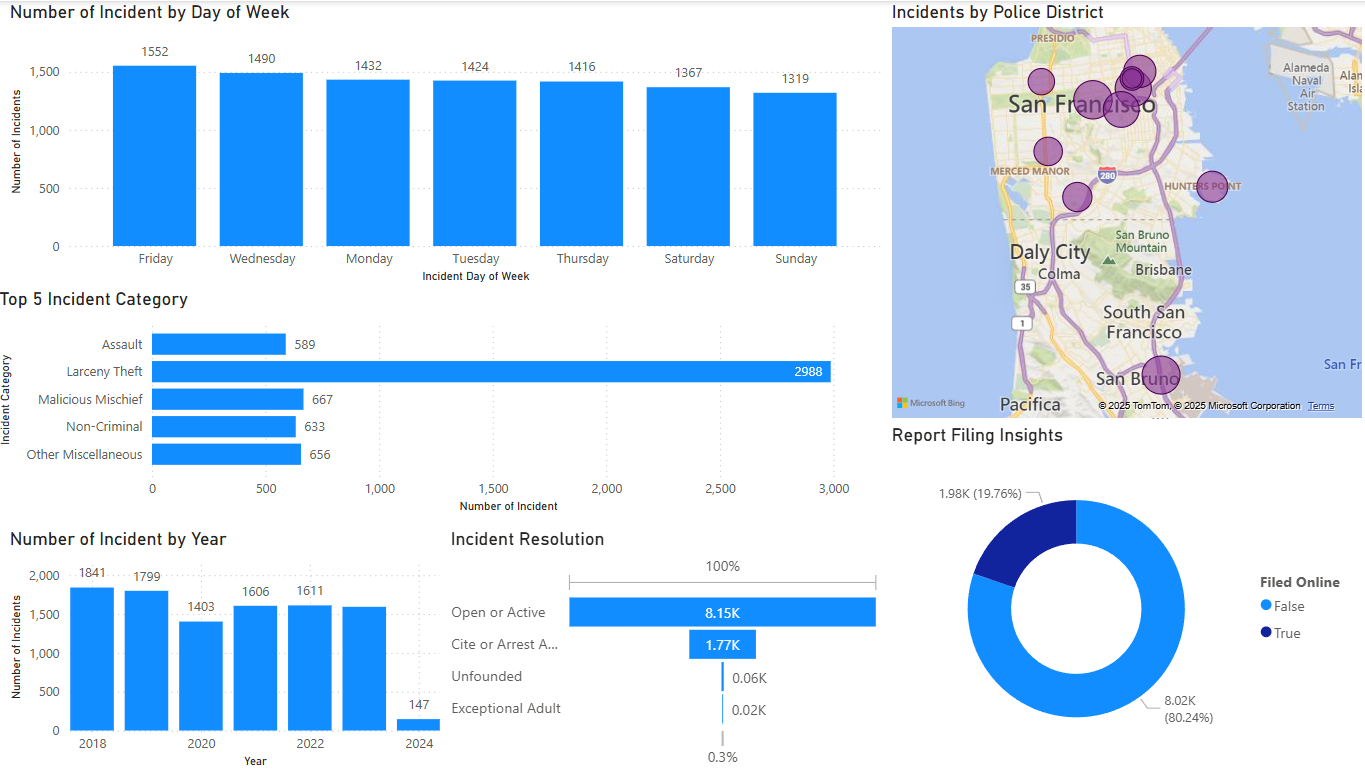 Number of Incident by Day of Week
Number of Incidents
1,500
1,000
500
0
1552
1490
1432
1424
1416
1367
1319
Friday
Wednesday
Monday
Tuesday
Thursday
Saturday
Sunday
Incident Day of Week
Top 5 Incident Category
Incident Category
Assault
589
Larceny Theft
2988
Malicious Mischief
667
Non-Criminal
633
Other Miscellaneous
656
0
500
1,000
1,500
2,000
2,500
3,000
Number of Incident
Number of Incident by Year
Number of Incidents
2,000
1,500
1,000
500
0
1841
1799
1403
1606
1611
147
2018
2020
2022
2024
Year
Incident Resolution
100%
Open or Active
8.15K
Cite or Arrest A...
1.77K
Unfounded
0.06K
Exceptional Adult
0.02K
0.3%
Incidents by Police District
PRESIDIO
Alameda
Naval
Air
Station
Alan
Isla
San Francisco
MERCED MANOR
280
HUNTERS POINT
San Bruno
Mountain
Daly City
Colma
Brisbane
35
1
South San
Francisco
San Fr
San Bruno
Pacifica
Microsoft Bing
© 2025 TomTom, © 2025 Microsoft Corporation Terms
Report Filing Insights
1.98K (19.76%)
8.02K
(80.24%)
Filed Online
False
True